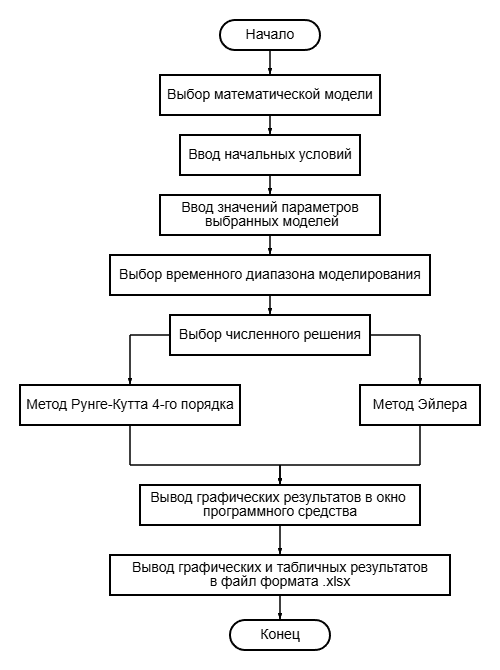 Начало
Выбор математической модели
Ввод начальных условий
Ввод значений параметров
выбранных моделей
Выбор временного диапазона моделирования
Выбор численного решения
Метод Рунге-Кутта 4-го порядка
Метод Эйлера
Вывод графических результатов в окно
программного средства
Вывод графических и табличных результатов
в файл формата .xlsx
Конец